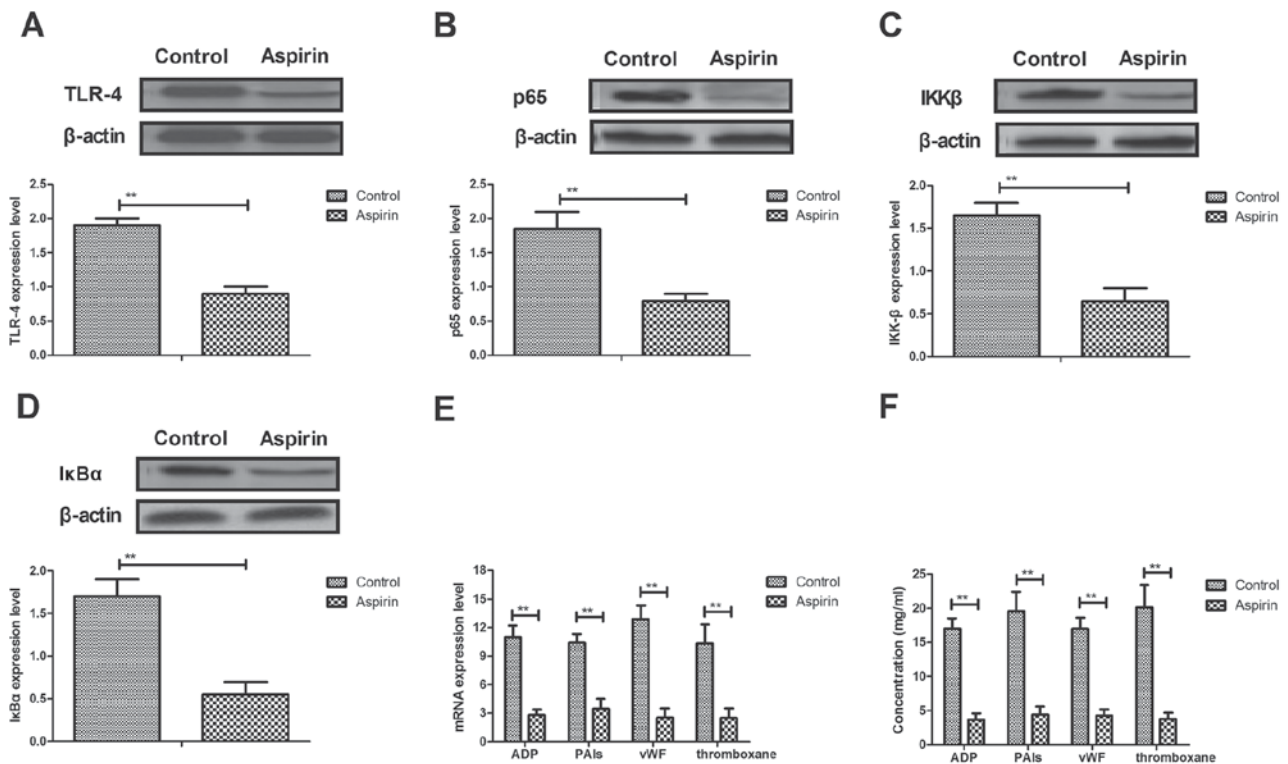 A
Control Aspirin
TLR-4
β-actin
TLR-4 expression level
2.5
2.0
1.5
1.0
0.5
0.0
**
Control
Aspirin
B
Control Aspirin
p65
β-actin
p65 expression level
2.5
2.0
1.5
1.0
0.5
0.0
**
Control
Aspirin
C
Control Aspirin
IKKβ
β-actin
IKK-β expression level
2.0
1.5
1.0
0.5
0.0
**
Control
Aspirin
D
Control Aspirin
IκBα
β-actin
IκBα expression level
2.0
1.5
1.0
0.5
0.0
**
Control
Aspirin
E
mRNA expression level
18
15
12
9
6
3
0
** ** ** **
ADP PAIs vWF thromboxane
Control
Aspirin
F
Concentration (mg/ml)
25
20
15
10
5
0
** ** ** **
ADP PAIs vWF thromboxane
Control
Aspirin